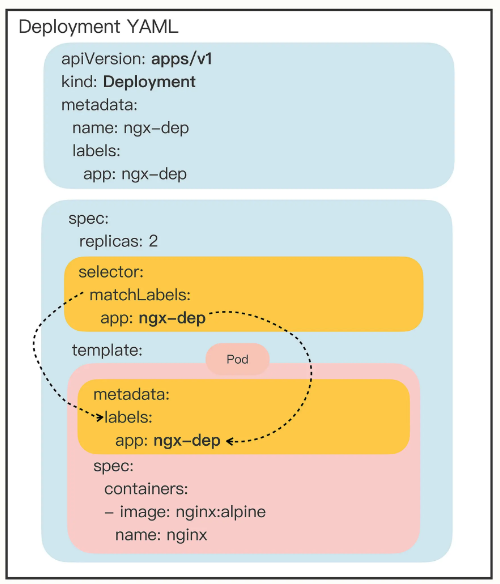 Deployment YAML
apiVersion: apps/v1
kind: Deployment
metadata:
  name: ngx-dep
  labels:
    app: ngx-dep
spec:
  replicas: 2
  selector:
    matchLabels:
      app: ngx-dep
  template:
Pod
    metadata:
      labels:
        app: ngx-dep
    spec:
      containers:
      - image: nginx:alpine
        name: nginx